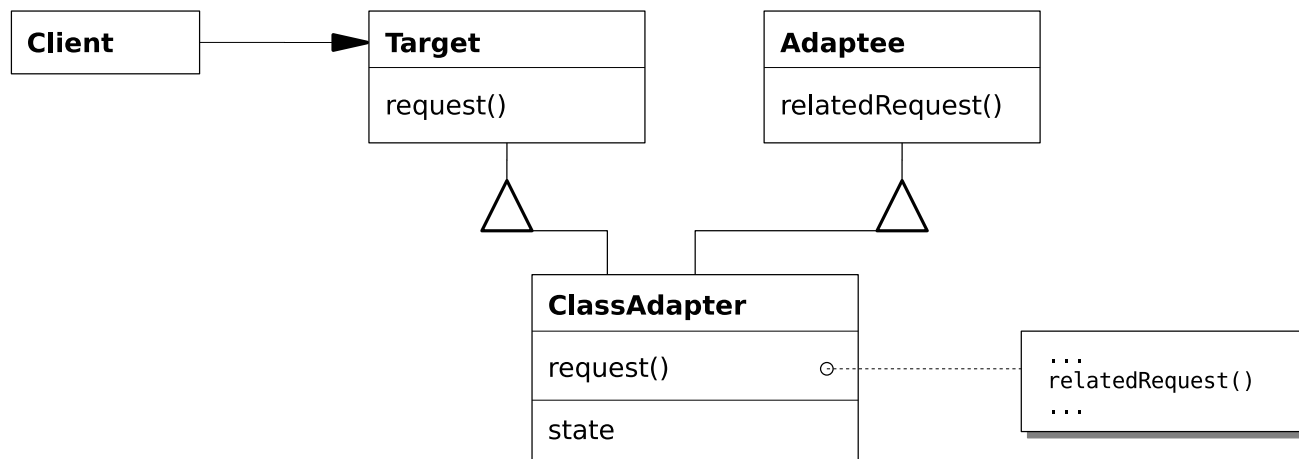 Client
Target
request()
Adaptee
relatedRequest()
ClassAdapter
request()
state
...
relatedRequest()
...